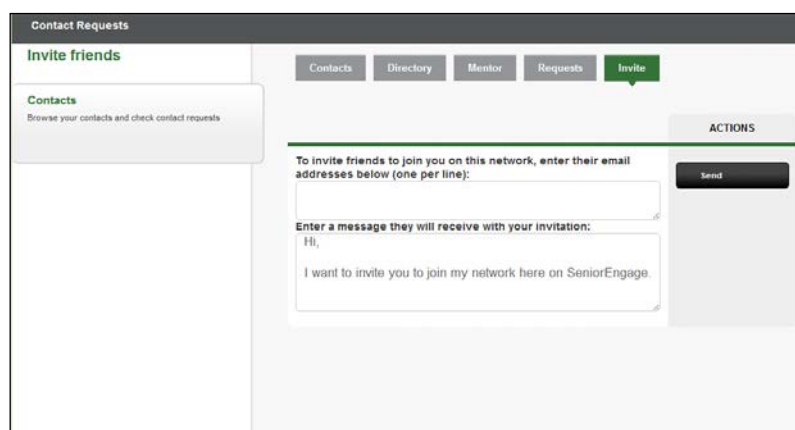 Contact Requests
Invite friends
Contacts
Browse your contacts and check contact requests
Contacts Directory Mentor Requests Invite
ACTIONS
To invite friends to join you on this network, enter their email
addresses below (one per line):
Send
Enter a message they will receive with your invitation:
Hi,
I want to invite you to join my network here on SeniorEngage.